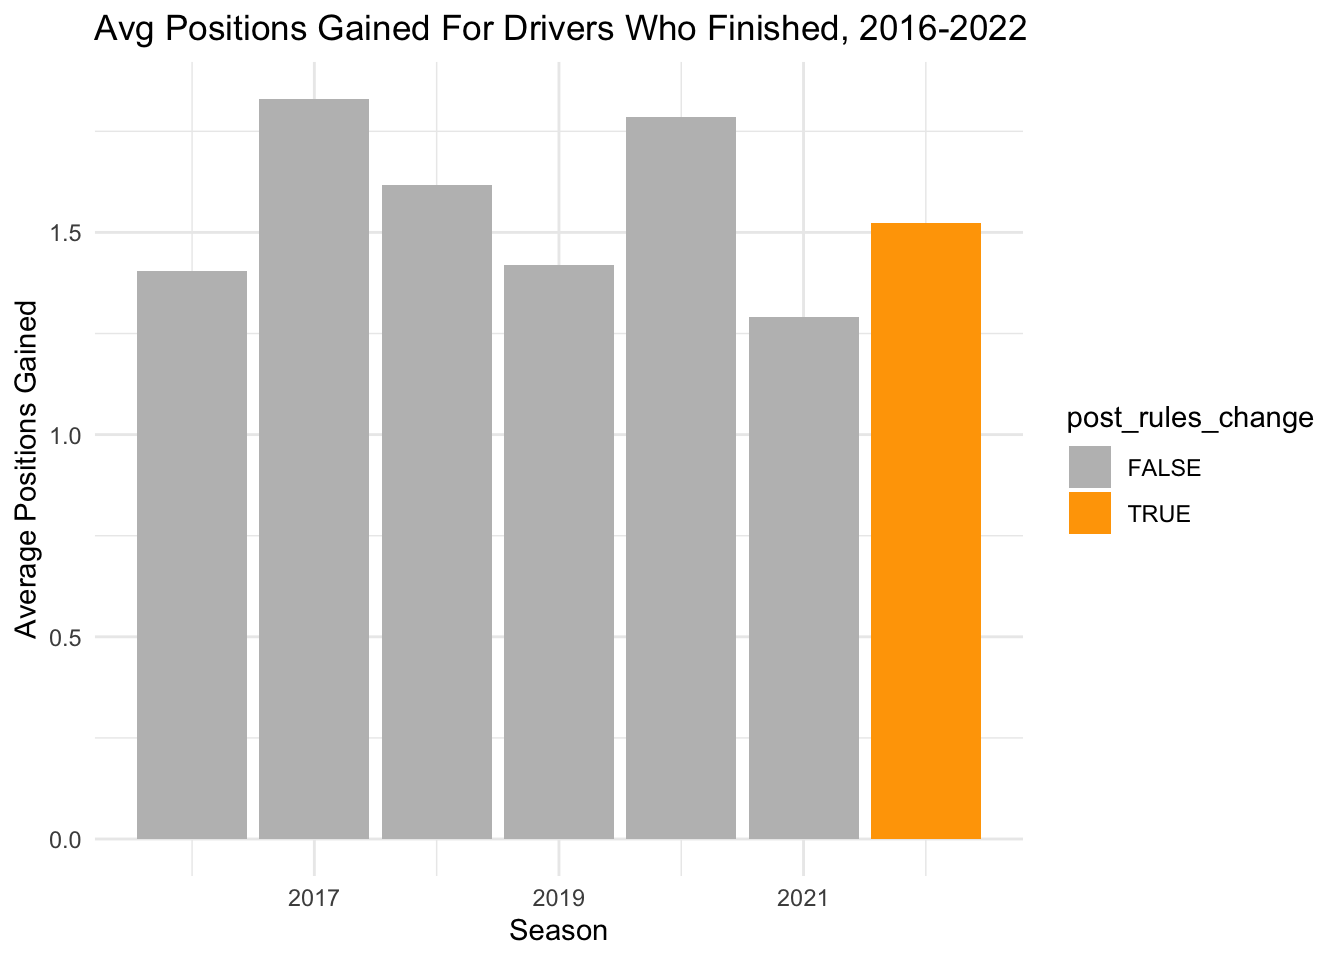 Avg Positions Gained For Drivers Who Finished, 2016-2022
Average Positions Gained
1.5
1.0
0.5
0.0
2017
2019
2021
Season
post_rules_change
FALSE
TRUE